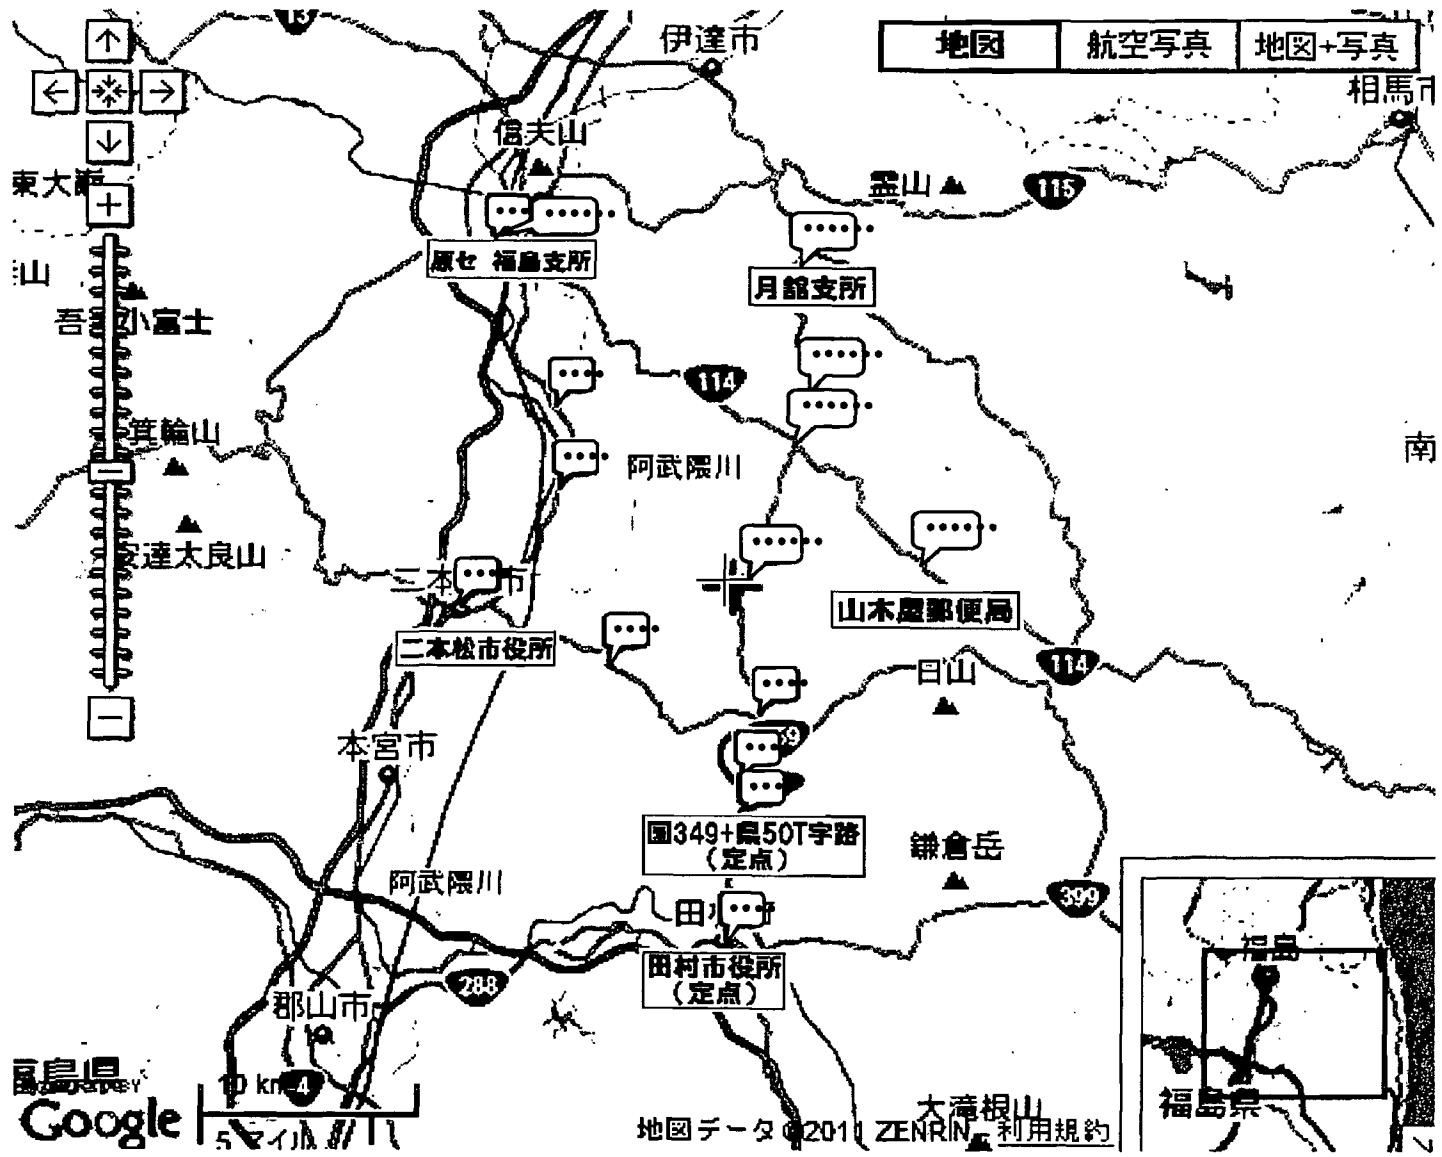 13
伊達市
地図
航空写真
地図+写真
相馬市
信夫山
霊山
115
原セ 福島支所
月舘支所
山
小富士
114
箕輪山
南
阿武隈川
安達太良山
山木屋郵便局
二本松市役所
日山
114
本宮市
国349+県50T字路
(定点)
鎌倉岳
阿武隈川
399
田村市役所
(定点)
福島
288
郡山市
10 km
4
福島県
Google
5 マイル
大滝根山
福島県
地図データ ©2011 ZENRIN - 利用規約